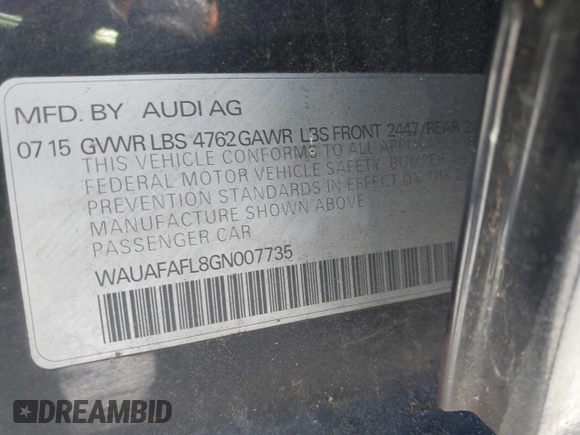 MFD. BY AUDI AG
07 15 GVWR LBS 4762 GAWR LBS FRONT 2447/REAR
THIS VEHICLE CONFORMS TO ALL
FEDERAL MOTOR VEHICLE SAFETY, BUMPER
PREVENTION STANDARDS IN EFFECT ON THE
MANUFACTURE SHOWN ABOVE
PASSENGER CAR
WAUAFAFL8GN007735
DREAMBID